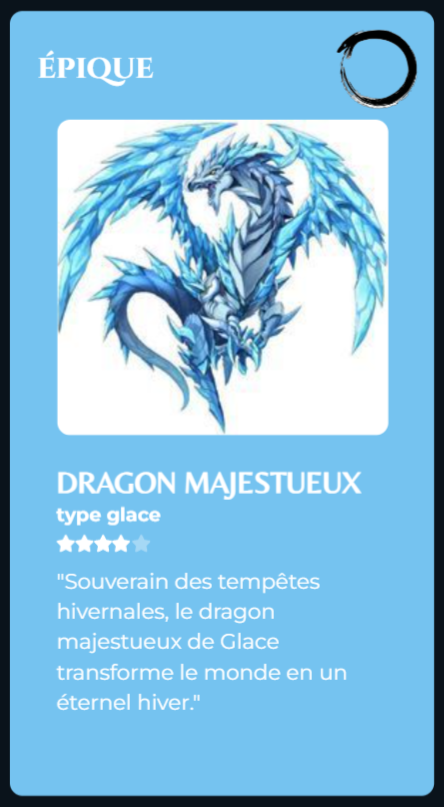 ÉPIQUE
DRAGON MAJESTUEUX
type glace
"Souverain des tempêtes
hivernales, le dragon
majestueux de Glace
transforme le monde en un
éternel hiver."